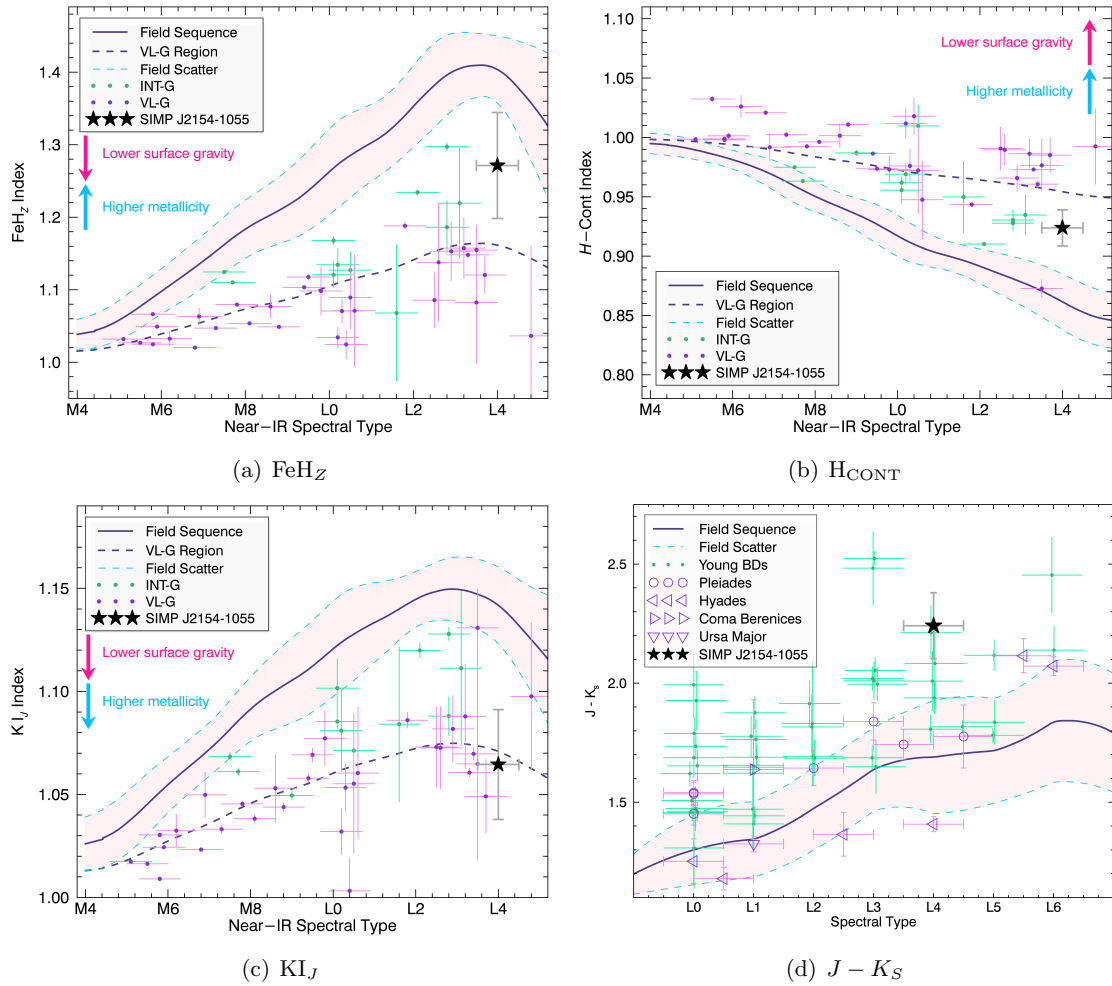 Field Sequence
VL-G Region
Field Scatter
INT-G
VL-G
SIMP J2154-1055
Lower surface gravity
Higher metallicity
FeHZ Index
1.4
1.3
1.2
1.1
1.0
M4 M6 M8 L0 L2 L4
Near-IR Spectral Type
(a) FeHZ
Lower surface gravity
Higher metallicity
H-Cont Index
1.10
1.05
1.00
0.95
0.90
0.85
0.80
Field Sequence
VL-G Region
Field Scatter
INT-G
VL-G
SIMP J2154-1055
M4 M6 M8 L0 L2 L4
Near-IR Spectral Type
(b) HCONT
Field Sequence
VL-G Region
Field Scatter
INT-G
VL-G
SIMP J2154-1055
Lower surface gravity
Higher metallicity
K IJ Index
1.15
1.10
1.05
1.00
M4 M6 M8 L0 L2 L4
Near-IR Spectral Type
(c) KIJ
Field Sequence
Field Scatter
Young BDs
Pleiades
Hyades
Coma Berenices
Ursa Major
SIMP J2154-1055
J - Ks
2.5
2.0
1.5
L0 L1 L2 L3 L4 L5 L6
Spectral Type
(d) J - KS